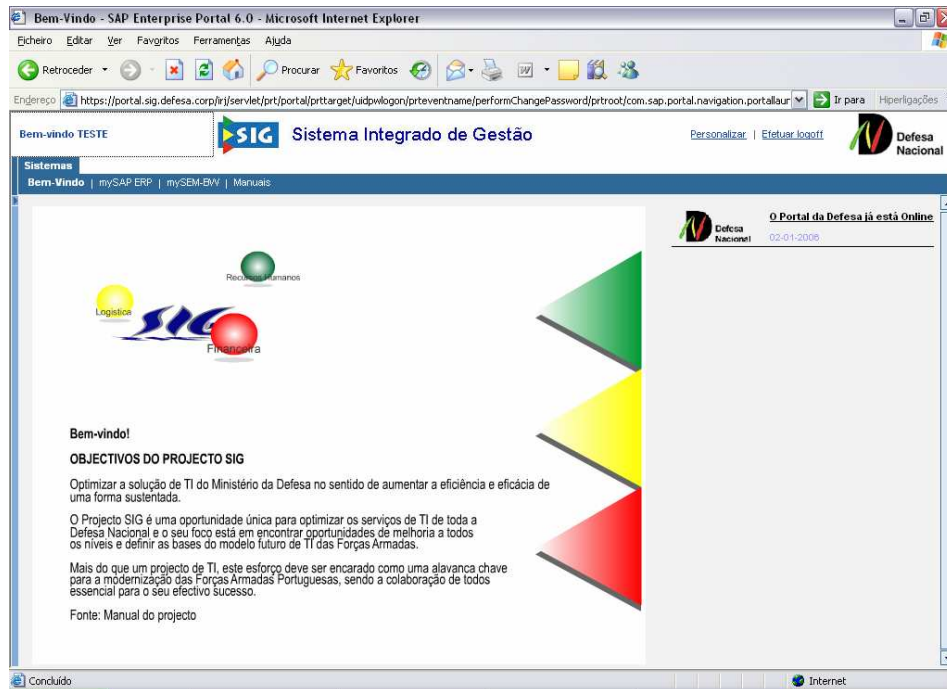 Bem-Vindo - SAP Enterprise Portal 6.0 - Microsoft Internet Explorer
Ficheiro Editar Ver Favoritos Ferramentas Ajuda
Retroceder Procurar Favoritos
Endereço https://portal.sig.defesa.corp/irj/servlet/prt/portal/prttarget/uidpwlogon/prteventname/performChangePassword/prtroot/com.sap.portal.navigation.portallaur Ir para Hiperligações
Bem-vindo TESTE SIG Sistema Integrado de Gestão Personalizar | Efetuar logoff Defesa Nacional
Sistemas
Bem-Vindo | mySAP ERP | mySEM-BW | Manuais
Defesa Nacional
O Portal da Defesa já está Online
02-01-2006
Recursos Humanos
Logística
SIG
Financeira
Bem-vindo!
OBJECTIVOS DO PROJECTO SIG
Optimizar a solução de TI do Ministério da Defesa no sentido de aumentar a eficiência e eficácia de
uma forma sustentada.
O Projecto SIG é uma oportunidade única para optimizar os serviços de TI de toda a
Defesa Nacional e o seu foco está em encontrar oportunidades de melhoria a todos
os níveis e definir as bases do modelo futuro de TI das Forças Armadas.
Mais do que um projecto de TI, este esforço deve ser encarado como uma alavanca chave
para a modernização das Forças Armadas Portuguesas, sendo a colaboração de todos
essencial para o seu efectivo sucesso.
Fonte: Manual do projecto
Concluído Internet